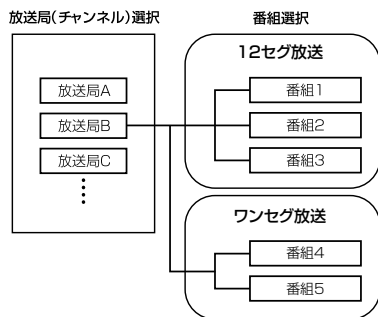 放送局(チャンネル)選択
放送局A
放送局B
放送局C
番組選択
12セグ放送
番組1
番組2
番組3
ワンセグ放送
番組4
番組5